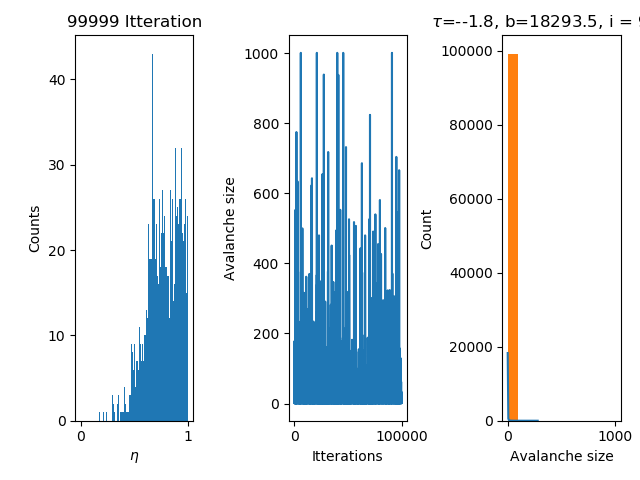 99999 Itteration
40
30
20
10
0
Counts
0
1
η
1000
800
600
400
200
0
Avalanche size
0
100000
Itterations
τ=--1.8, b=18293.5, i = 9
100000
80000
60000
40000
20000
0
Count
0
1000
Avalanche size